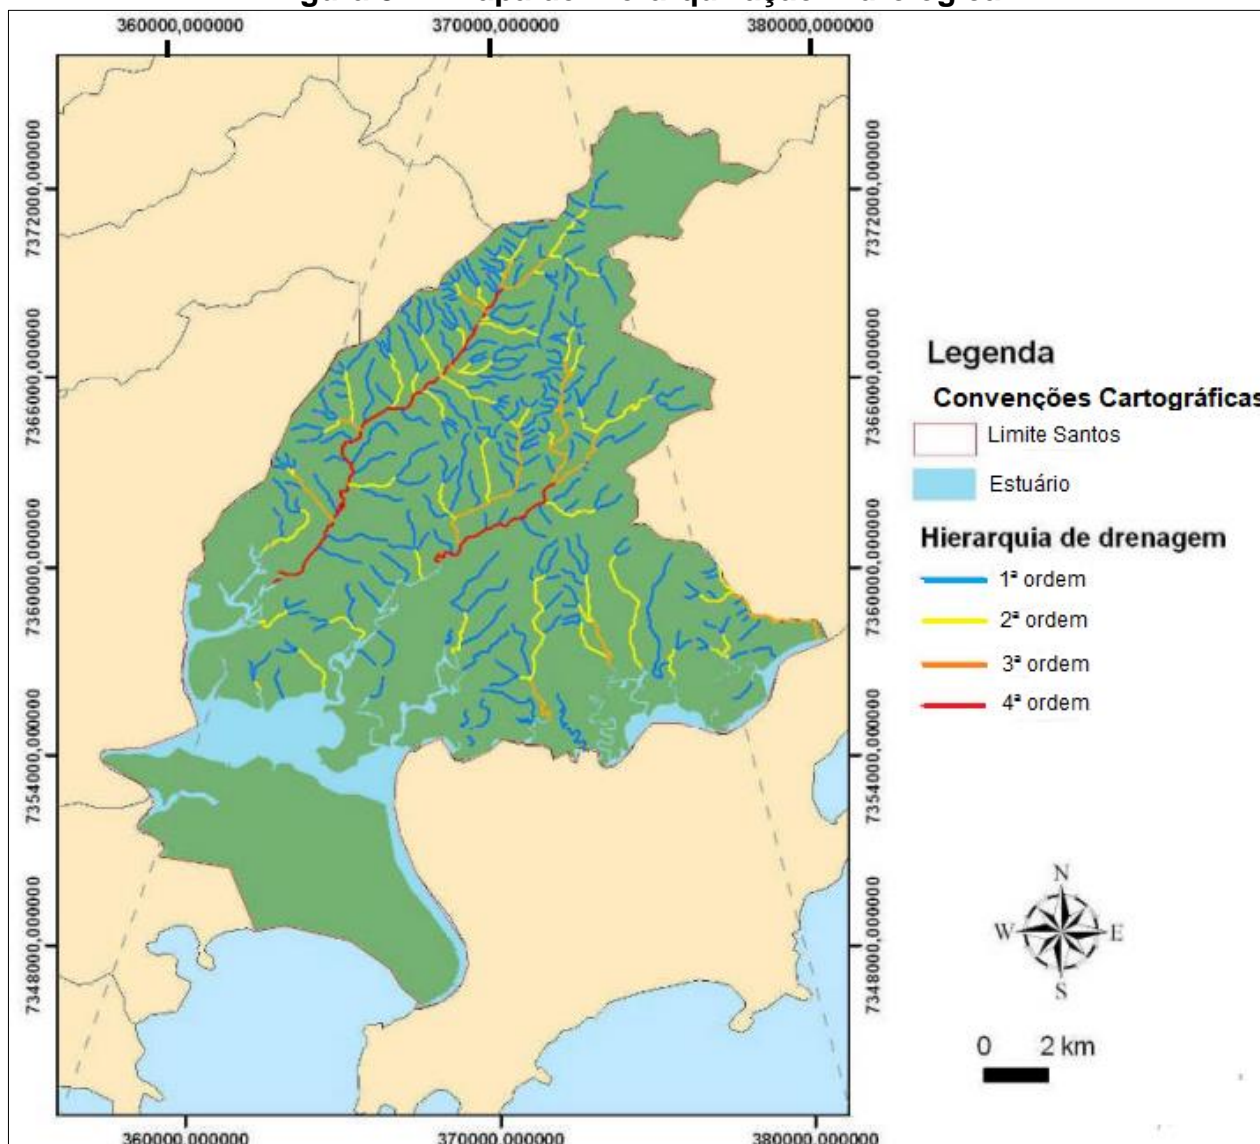 360000,000000 370000,000000 380000,000000
7372000,000000 7372000,000000
7366000,000000 7366000,000000
7360000,000000 7360000,000000
7354000,000000 7354000,000000
7348000,000000 7348000,000000
360000,000000 370000,000000 380000,000000
Legenda
Convenções Cartográficas
Limite Santos
Estuário
Hierarquia de drenagem
1ª ordem
2ª ordem
3ª ordem
4ª ordem
N
W E
S
0 2 km